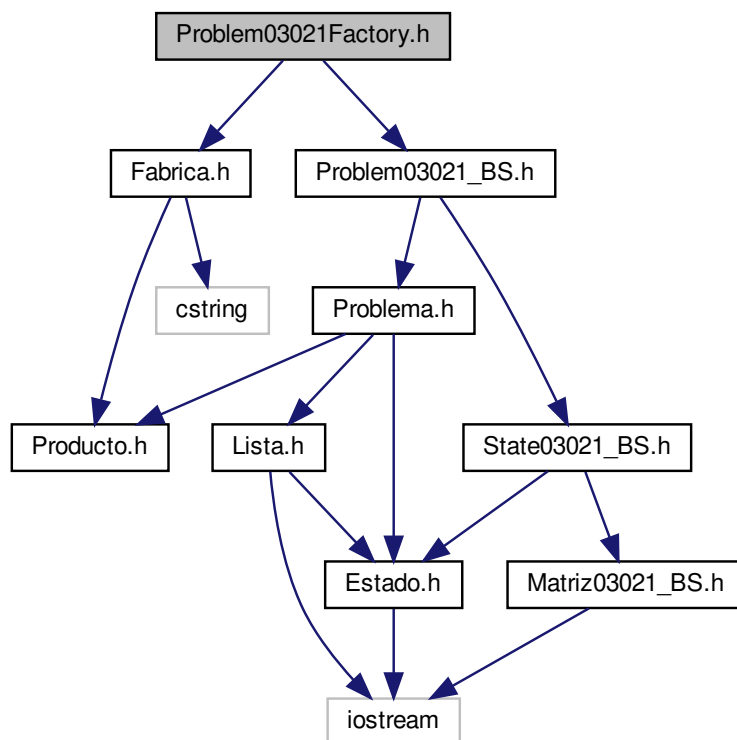 Problem03021Factory.h
Fabrica.h
Problem03021_BS.h
cstring
Problema.h
Producto.h
Lista.h
State03021_BS.h
Estado.h
Matriz03021_BS.h
iostream